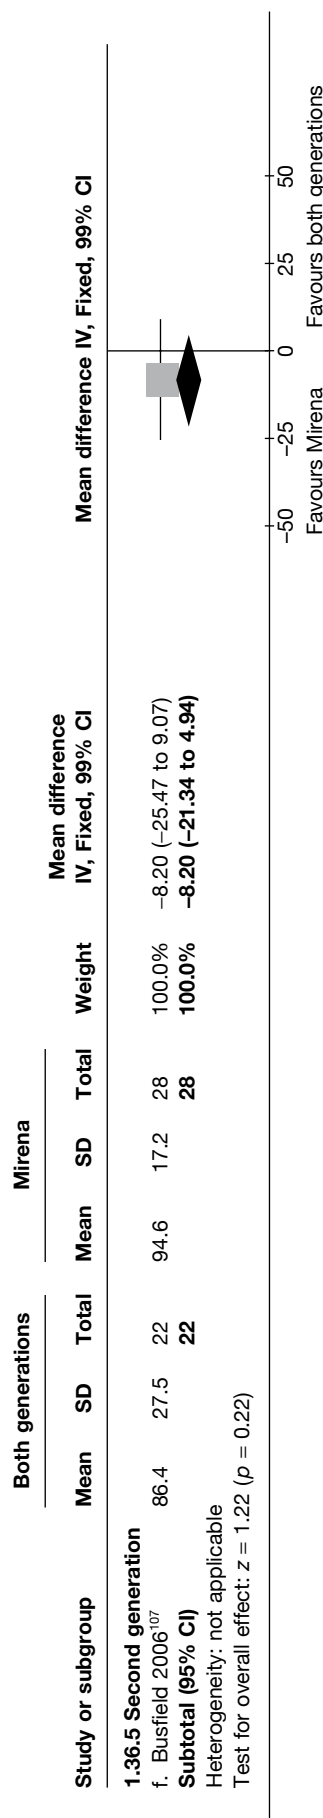 Both generations Mirena Mean difference
Study or subgroup Mean SD Total Mean SD Total Weight IV, Fixed, 99% CI Mean difference IV, Fixed, 99% CI
1.36.5 Second generation
f. Busfield 2006¹⁰⁷ 86.4 27.5 22 94.6 17.2 28 100.0% −8.20 (−25.47 to 9.07)
Subtotal (95% CI) 22 28 100.0% −8.20 (−21.34 to 4.94)
Heterogeneity: not applicable
Test for overall effect: z = 1.22 (p = 0.22)
−50 −25 0 25 50
Favours Mirena Favours both generations